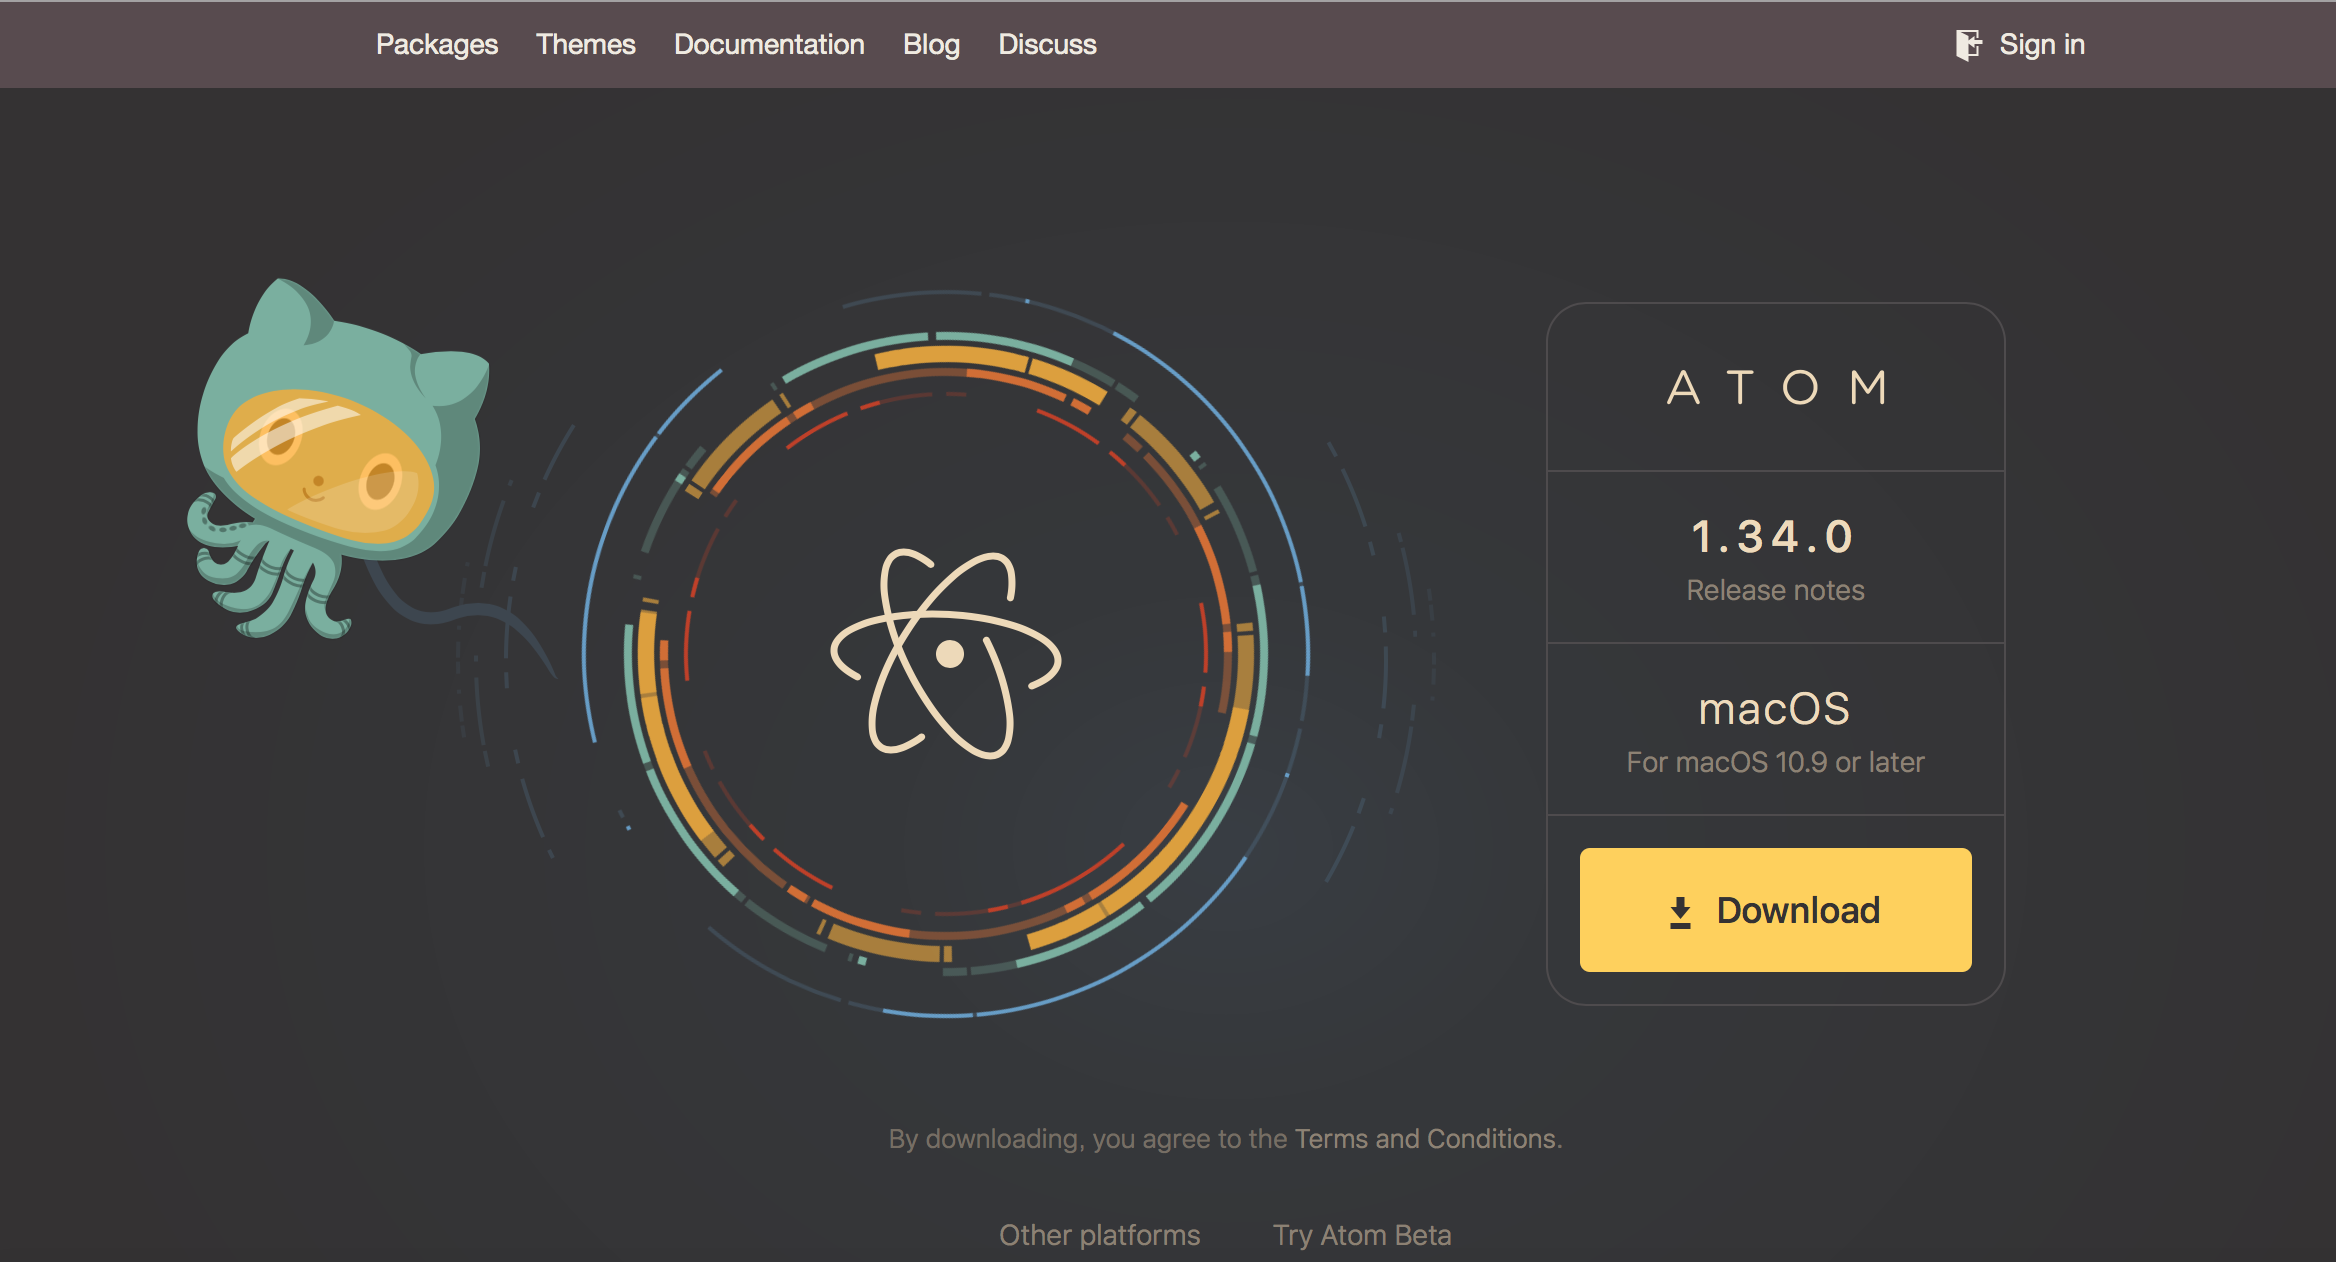 Packages Themes Documentation Blog Discuss Sign in
ATOM
1.34.0
Release notes
macOS
For macOS 10.9 or later
Download
By downloading, you agree to the Terms and Conditions.
Other platforms Try Atom Beta